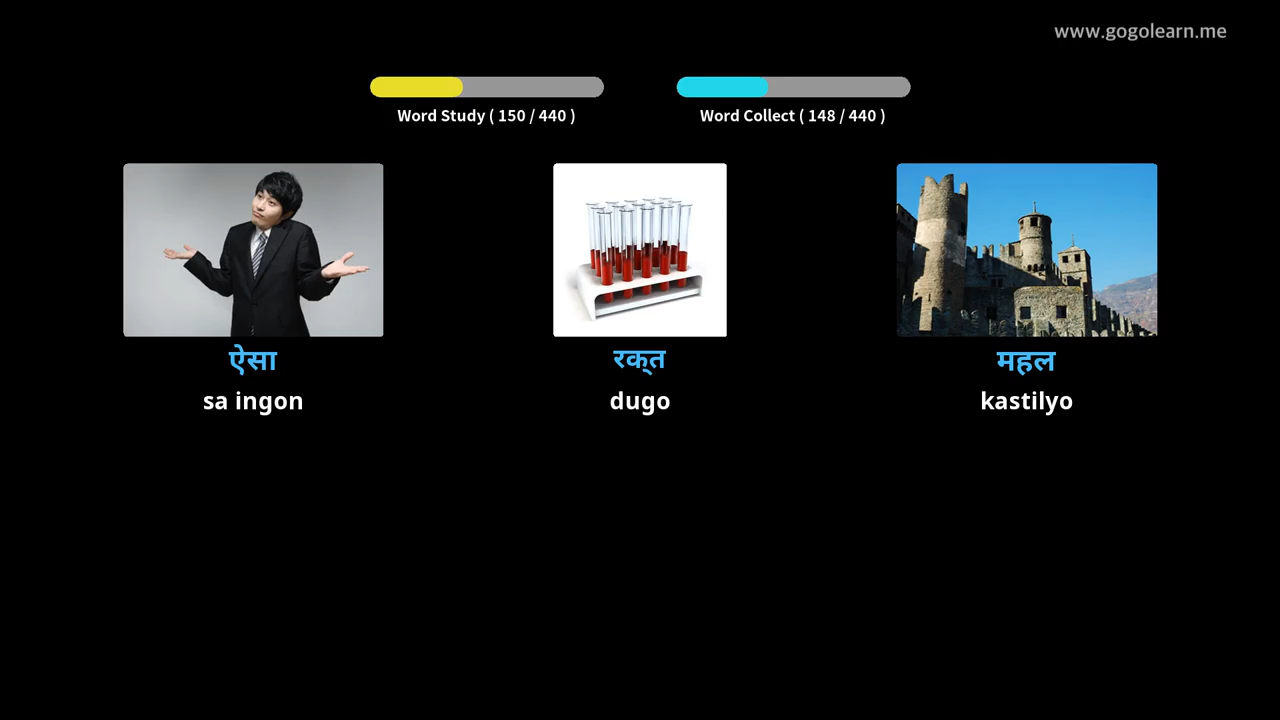 www.gogolearn.me
Word Study ( 150 / 440 )
Word Collect ( 148 / 440 )
ऐसा
रक्त
महल
sa ingon
dugo
kastilyo